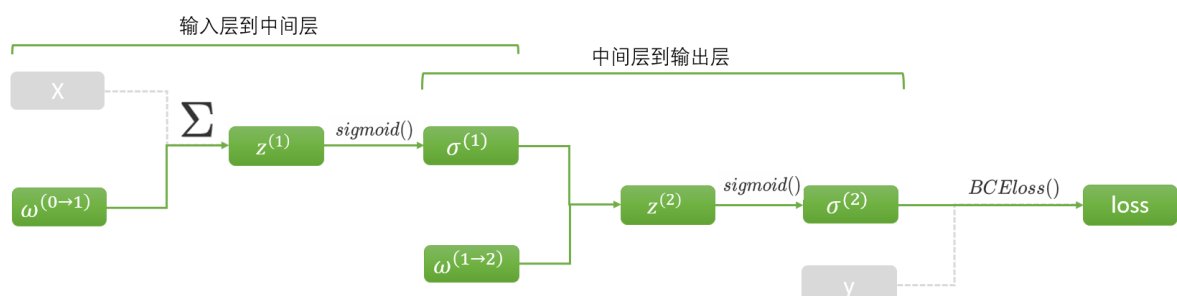 输入层到中间层
中间层到输出层
X
∑
z^{(1)}
sigmoid()
σ^{(1)}
ω^{(0→1)}
z^{(2)}
sigmoid()
σ^{(2)}
BCEloss()
loss
ω^{(1→2)}
y